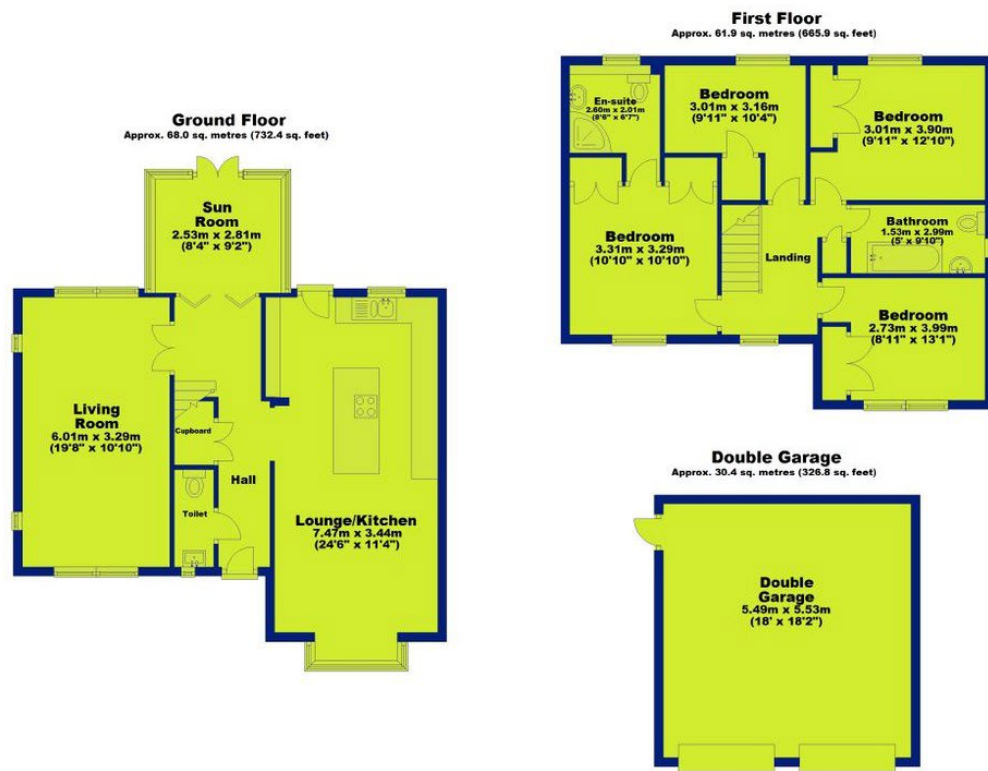 Ground Floor
Approx. 68.0 sq. metres (732.4 sq. feet)
Sun
Room
2.53m x 2.81m
(8'4" x 9'2")
Living
Room
6.01m x 3.29m
(19'8" x 10'10")
Cupboard
Hall
Toilet
Lounge/Kitchen
7.47m x 3.44m
(24'6" x 11'4")
First Floor
Approx. 61.9 sq. metres (665.9 sq. feet)
En-suite
2.60m x 2.01m
(8'6" x 6'7")
Bedroom
3.01m x 3.16m
(9'11" x 10'4")
Bedroom
3.01m x 3.90m
(9'11" x 12'10")
Bedroom
3.31m x 3.29m
(10'10" x 10'10")
Landing
Bathroom
1.53m x 2.99m
(5' x 9'10")
Bedroom
2.73m x 3.99m
(8'11" x 13'1")
Double Garage
Approx. 30.4 sq. metres (326.8 sq. feet)
Double
Garage
5.49m x 5.53m
(18' x 18'2")